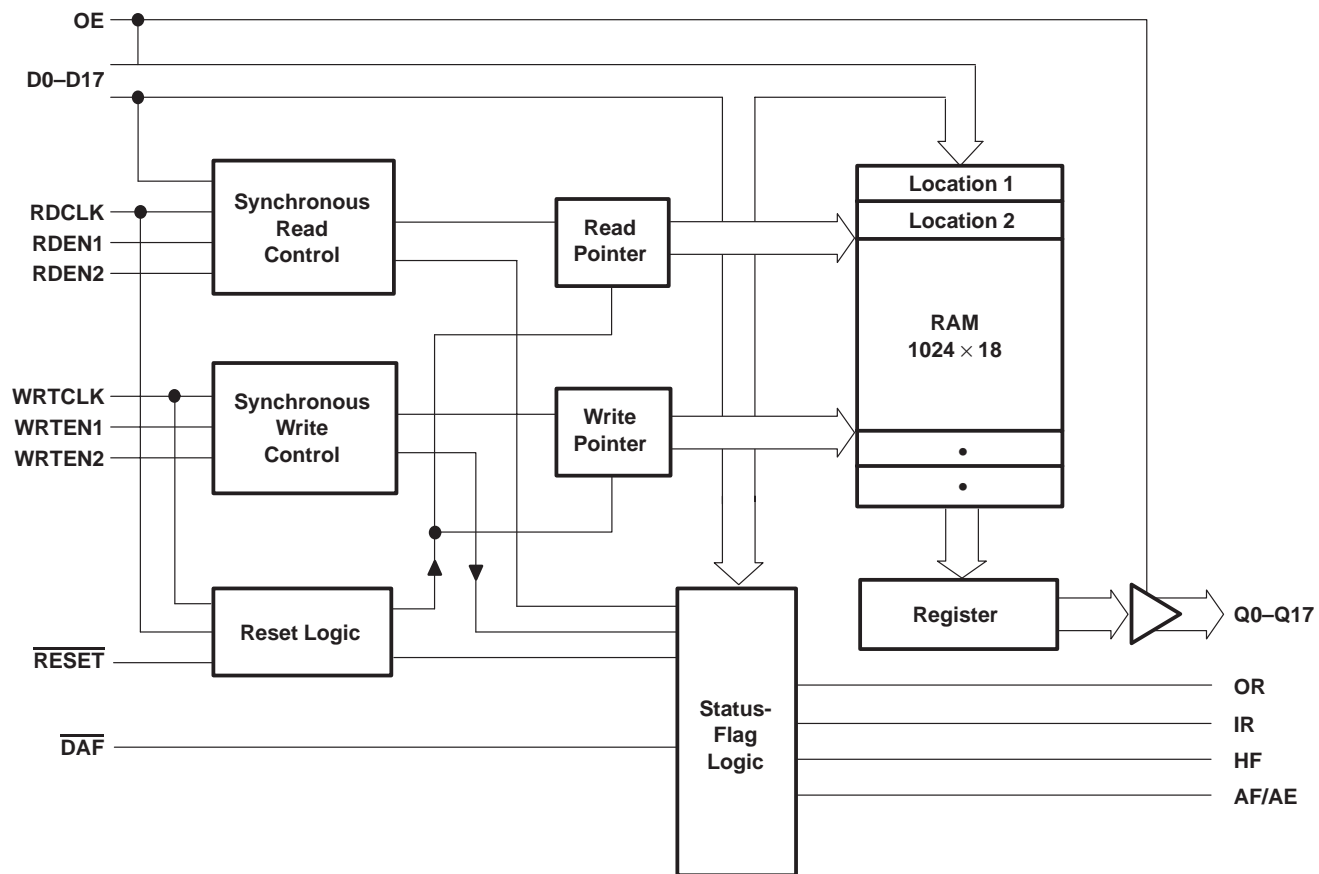 OE
D0–D17
RDCLK
RDEN1
RDEN2
Synchronous
Read
Control
Read
Pointer
Location 1
Location 2
RAM
1024 × 18
WRTCLK
WRTEN1
WRTEN2
Synchronous
Write
Control
Write
Pointer
Reset Logic
RESET
DAF
Status-
Flag
Logic
Register
Q0–Q17
OR
IR
HF
AF/AE